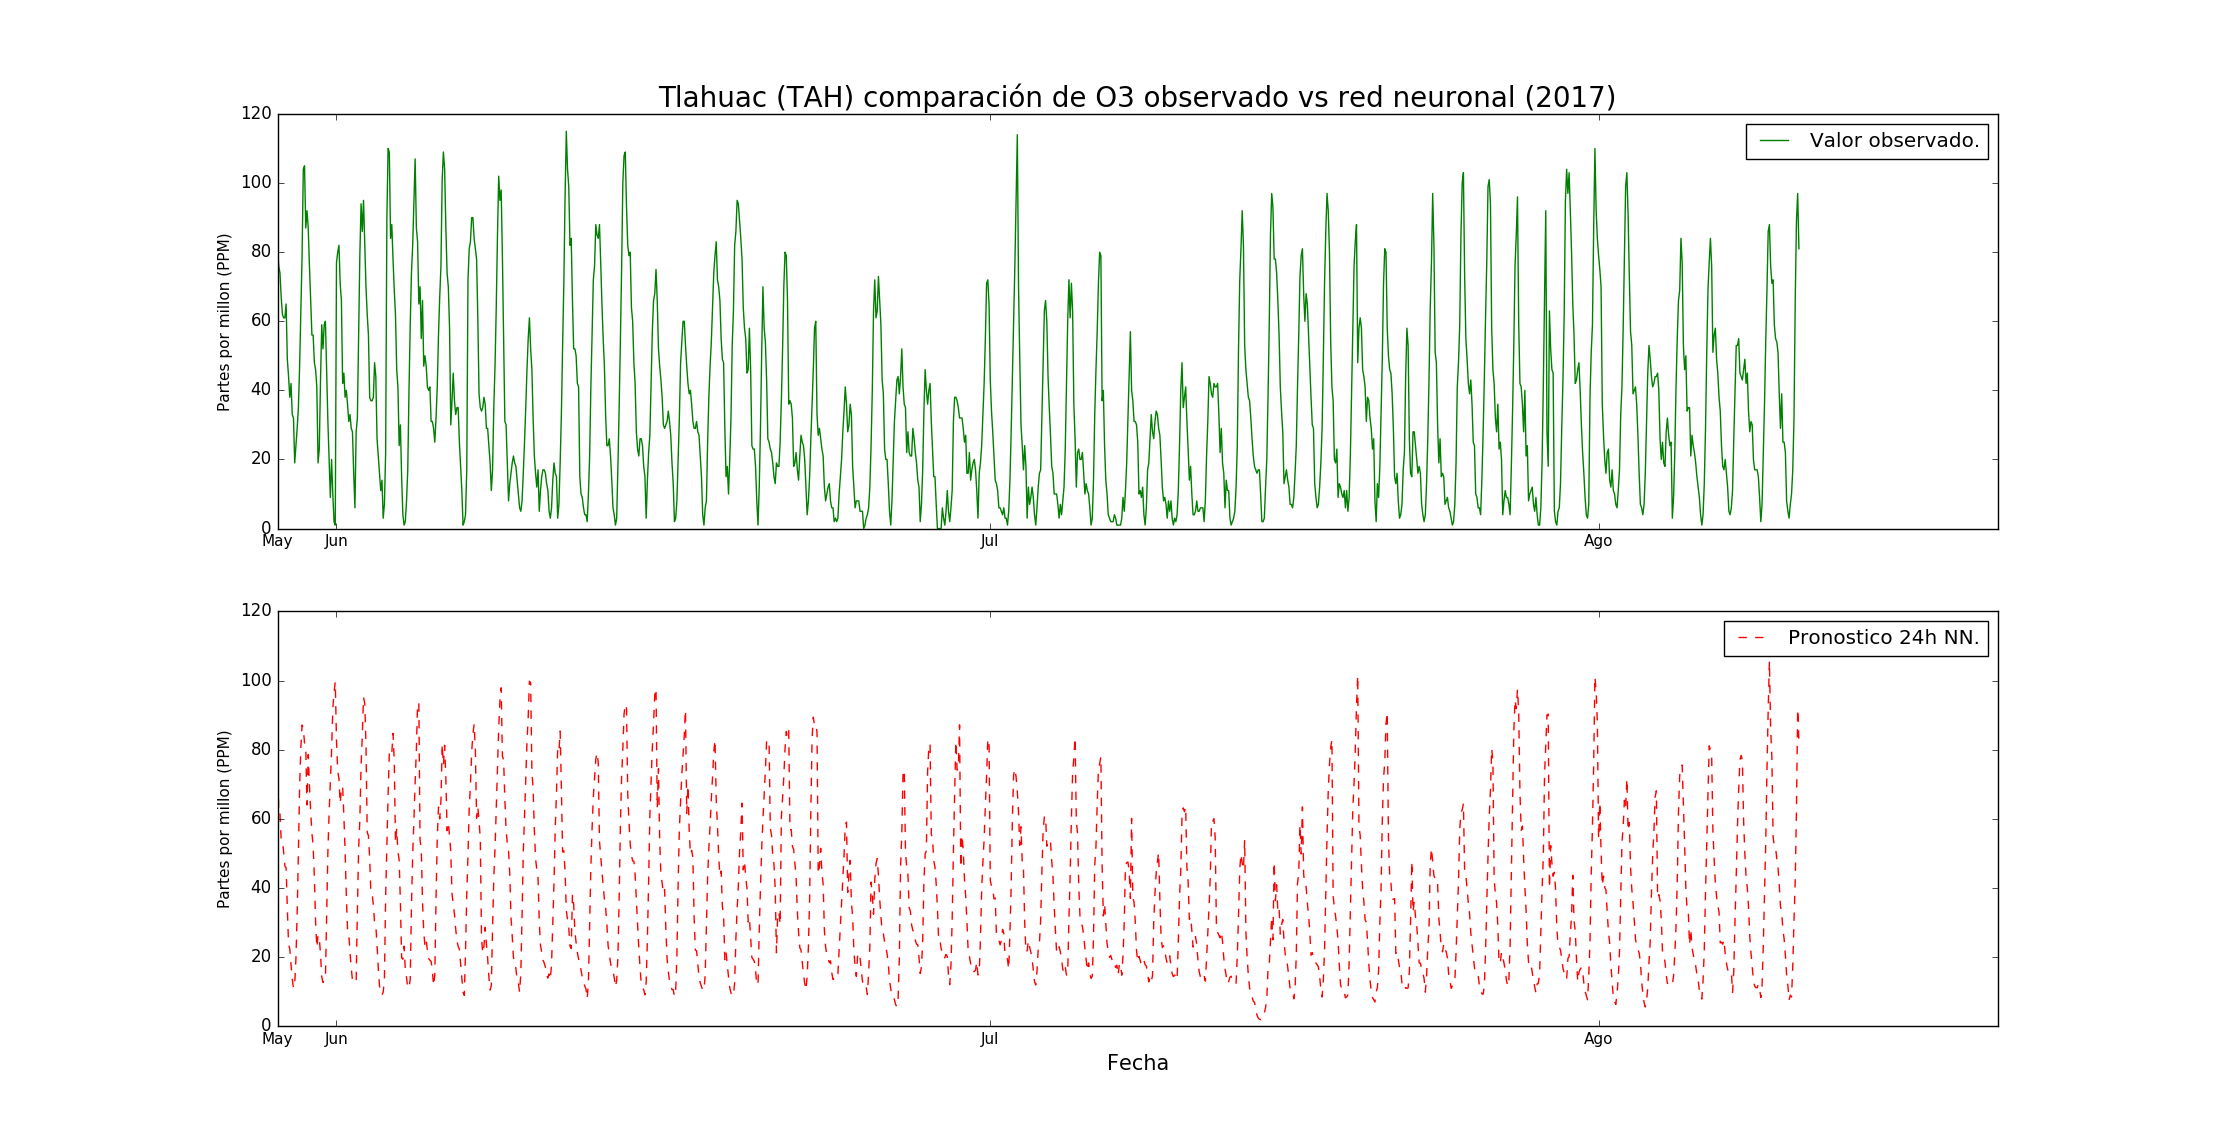 Tlahuac (TAH) comparación de O3 observado vs red neuronal (2017)
120
100
80
60
40
20
0
Partes por millon (PPM)
Valor observado.
May Jun Jul Ago
120
100
80
60
40
20
0
Partes por millon (PPM)
Pronostico 24h NN.
May Jun Jul Ago
Fecha